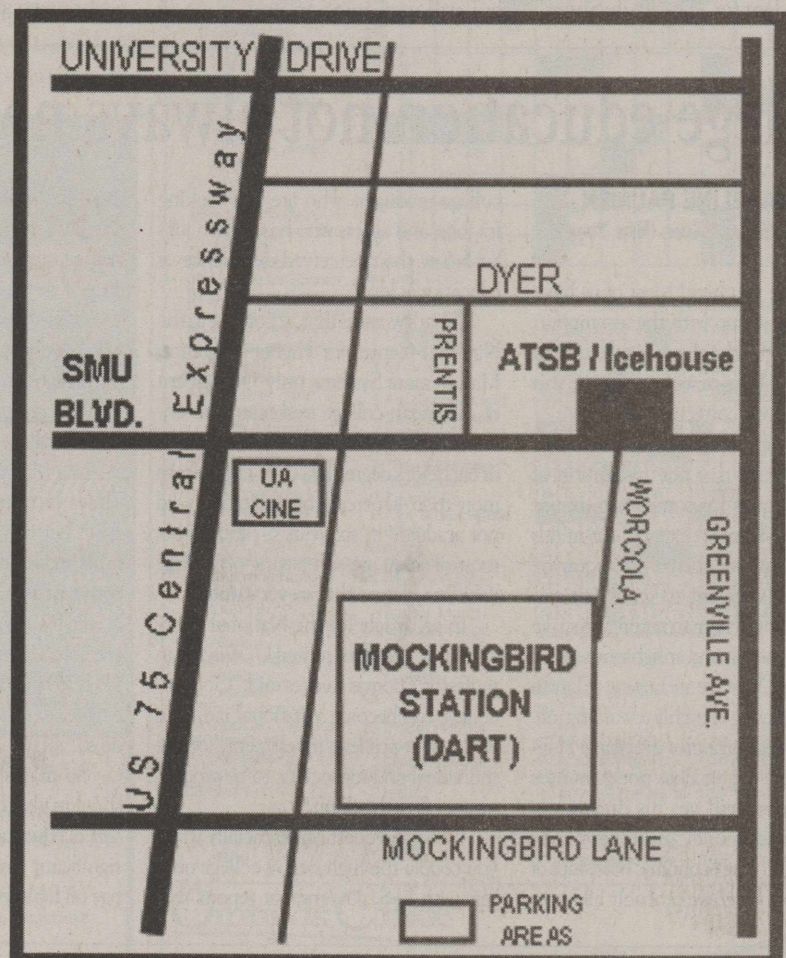 UNIVERSITY DRIVE
US 75 Central Expressway
DYER
PRENTIS
ATSB / Icehouse
SMU
BLVD.
UA
CINE
WORCOLA
GREENVILLE AVE.
MOCKINGBIRD
STATION
(DART)
MOCKINGBIRD LANE
PARKING
AREAS